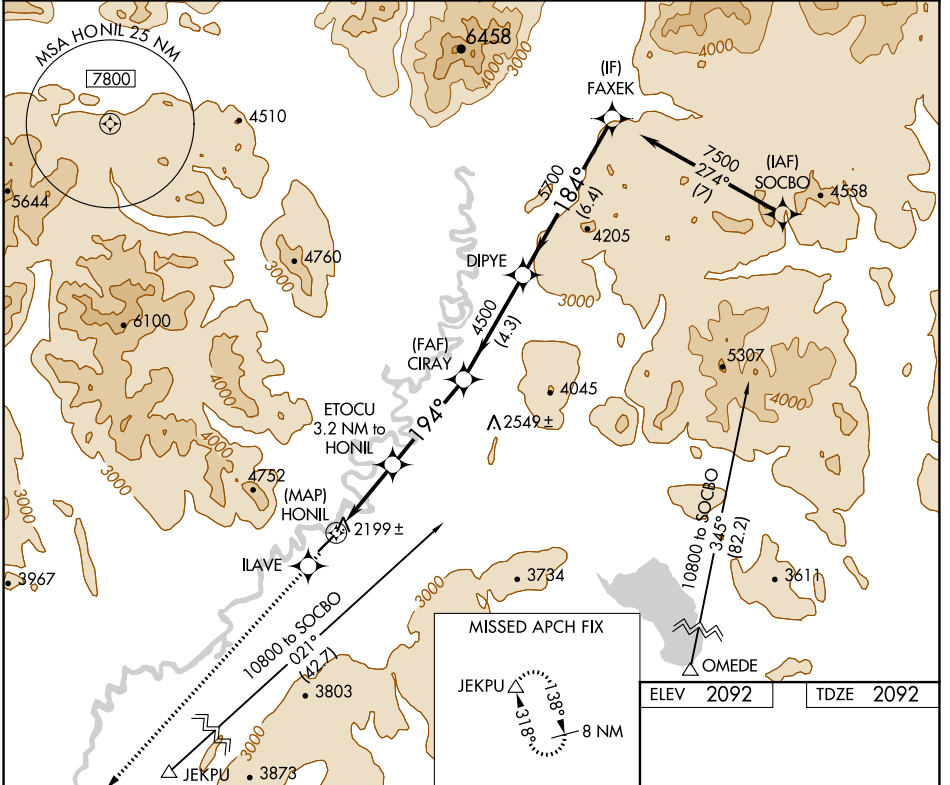 MSA HONIL 25 NM
7800
6458
4000
3000
4000
3000
4510
(IF)
FAXEK
7500
274°
(7)
(IAF)
SOCBO
4558
5644
5700
184°
(6.4)
4205
4760
3000
DIPYE
3000
6100
4500
(4.3)
5307
4000
(FAF)
CIRAY
4000
4045
ETOCU
3.2 NM to
HONIL
194°
2549 ±
4000
3000
4752
3000
(MAP)
HONIL
2199 ±
10800 to SOCBO
345°
(82.2)
ILAVE
3967
3734
3000
3611
10800 to SOCBO
021°
(42.7)
MISSED APCH FIX
JEKPU
138°
318°
8 NM
OMEDE
3803
3000
ELEV 2092
TDZE 2092
JEKPU
3873